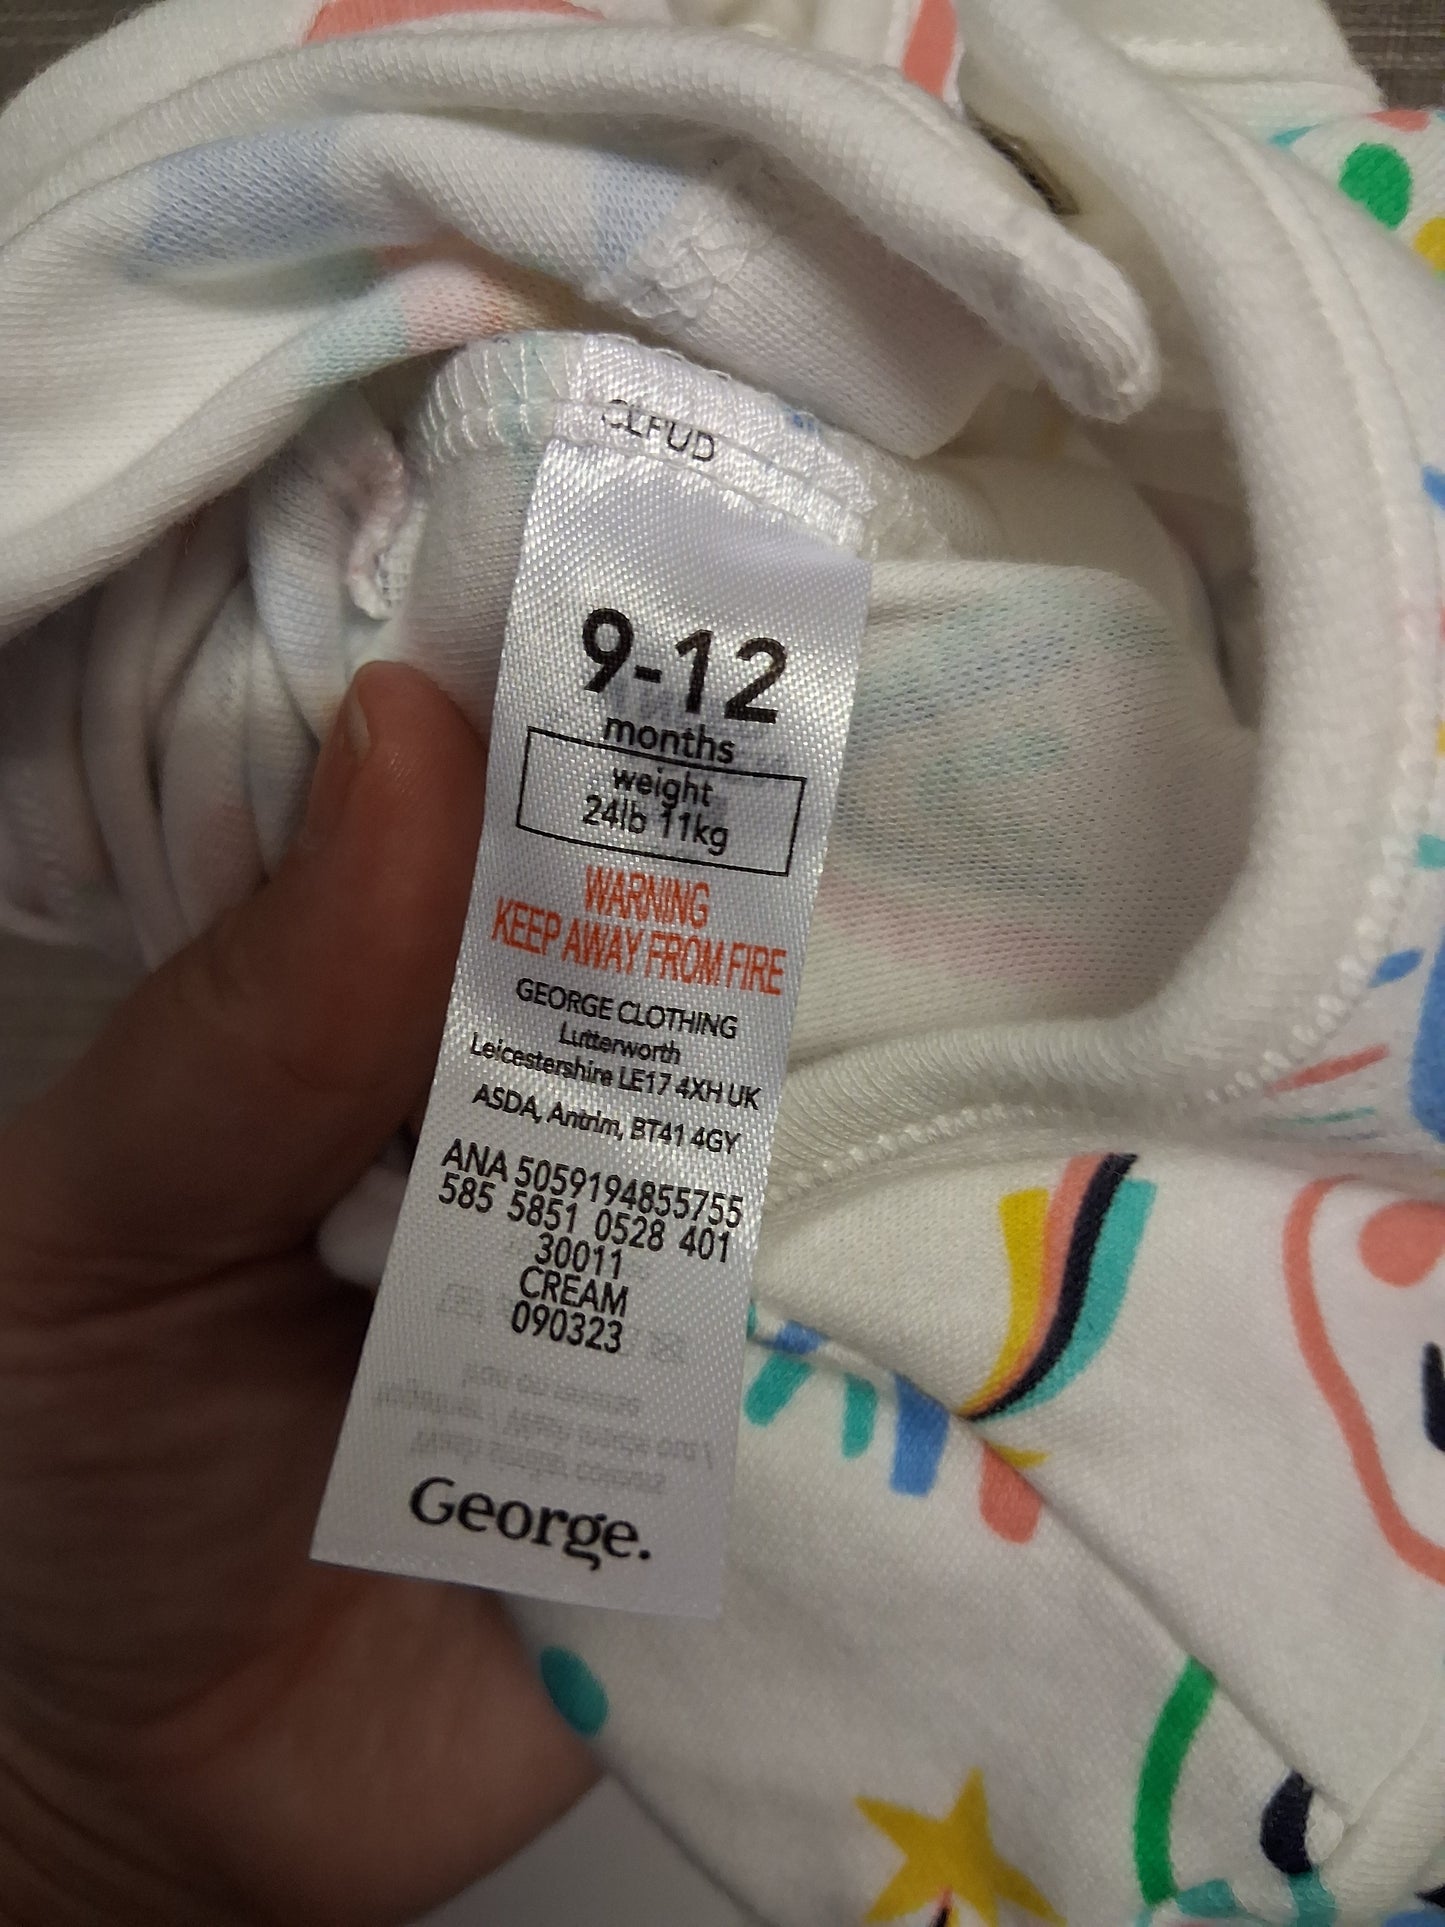 CLFUD
9-12
months
weight
24lb 11kg
WARNING
KEEP AWAY FROM FIRE
GEORGE CLOTHING
Lutterworth
Leicestershire LE17 4XH UK
ASDA, Antrim, BT41 4GY
ANA 5059194855755
585 5851 0528 401
30011
CREAM
090323
George.